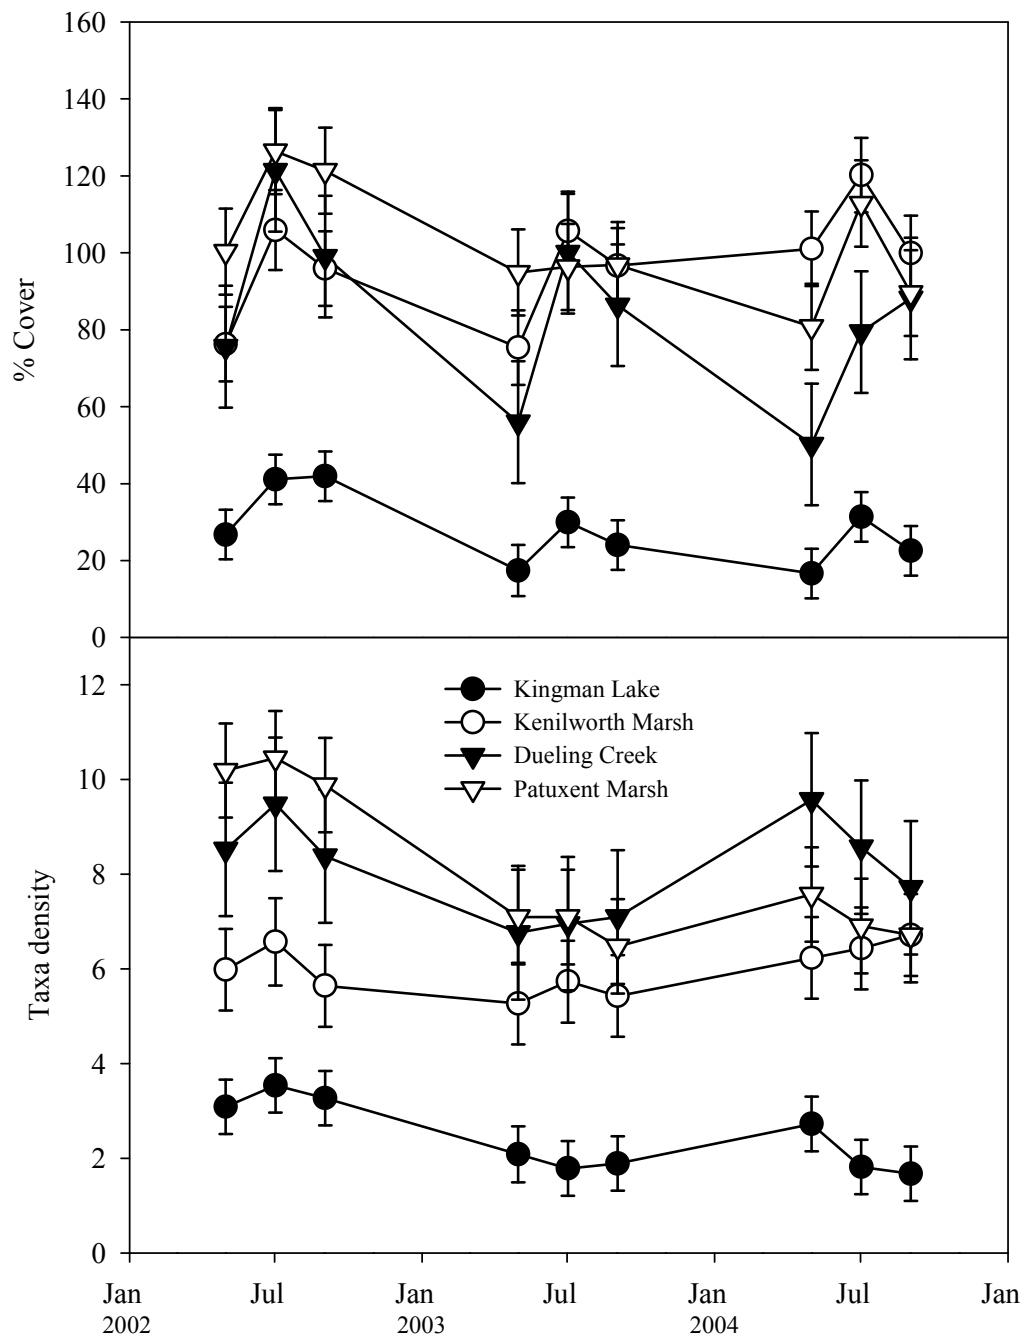 160
140
120
100
80
60
40
20
0
% Cover
12
10
8
6
4
2
0
Taxa density
Kingman Lake
Kenilworth Marsh
Dueling Creek
Patuxent Marsh
Jan Jul Jan Jul Jan Jul Jan
2002 2003 2004